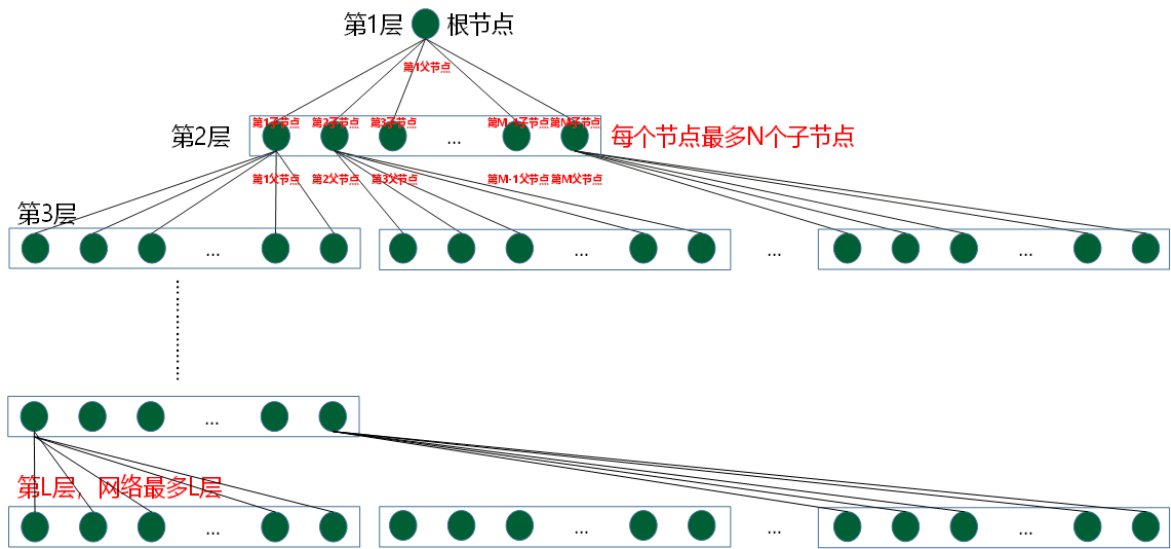 第1层 根节点
第1父节点
第1子节点 第2子节点 第3子节点 第M-1子节点 第M子节点
第2层 ... 每个节点最多N个子节点
第1父节点 第2父节点 第3父节点 第M-1父节点 第M父节点
第3层
... ... ... ...
...
第L层，网络最多L层
... ... ... ...